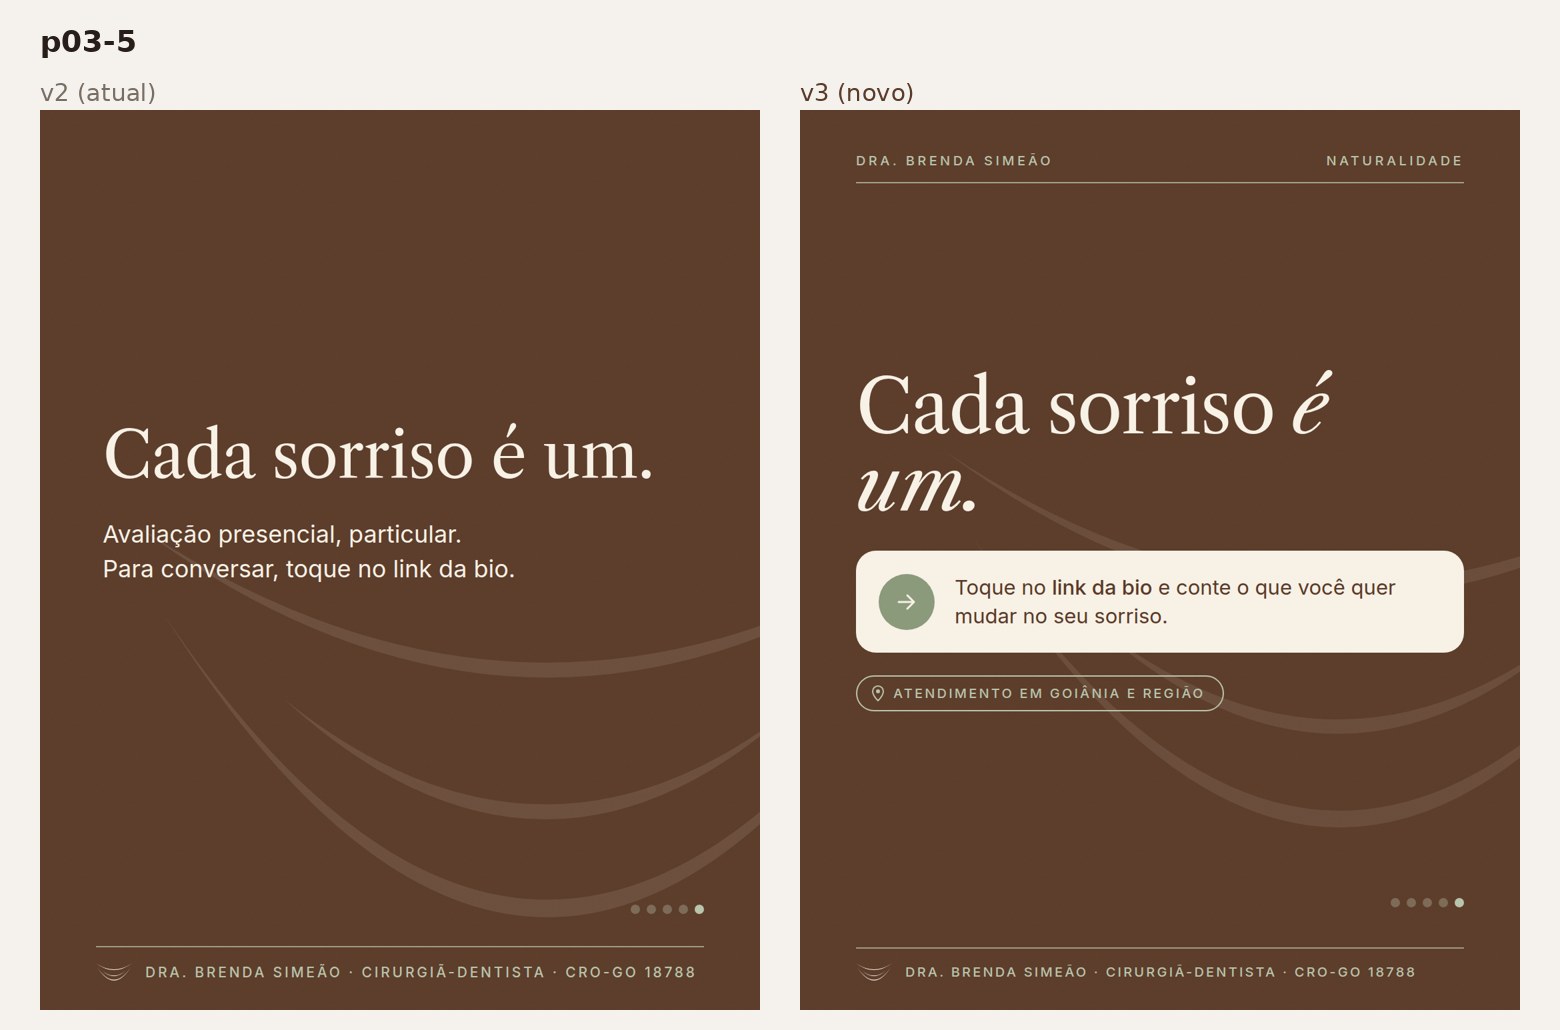 p03-5
v2 (atual)
Cada sorriso é um.
Avaliação presencial, particular.
Para conversar, toque no link da bio.
DRA. BRENDA SIMEÃO · CIRURGIÃ-DENTISTA · CRO-GO 18788
v3 (novo)
DRA. BRENDA SIMEÃO
NATURALIDADE
Cada sorriso é
um.
Toque no link da bio e conte o que você quer
mudar no seu sorriso.
ATENDIMENTO EM GOIÂNIA E REGIÃO
DRA. BRENDA SIMEÃO · CIRURGIÃ-DENTISTA · CRO-GO 18788